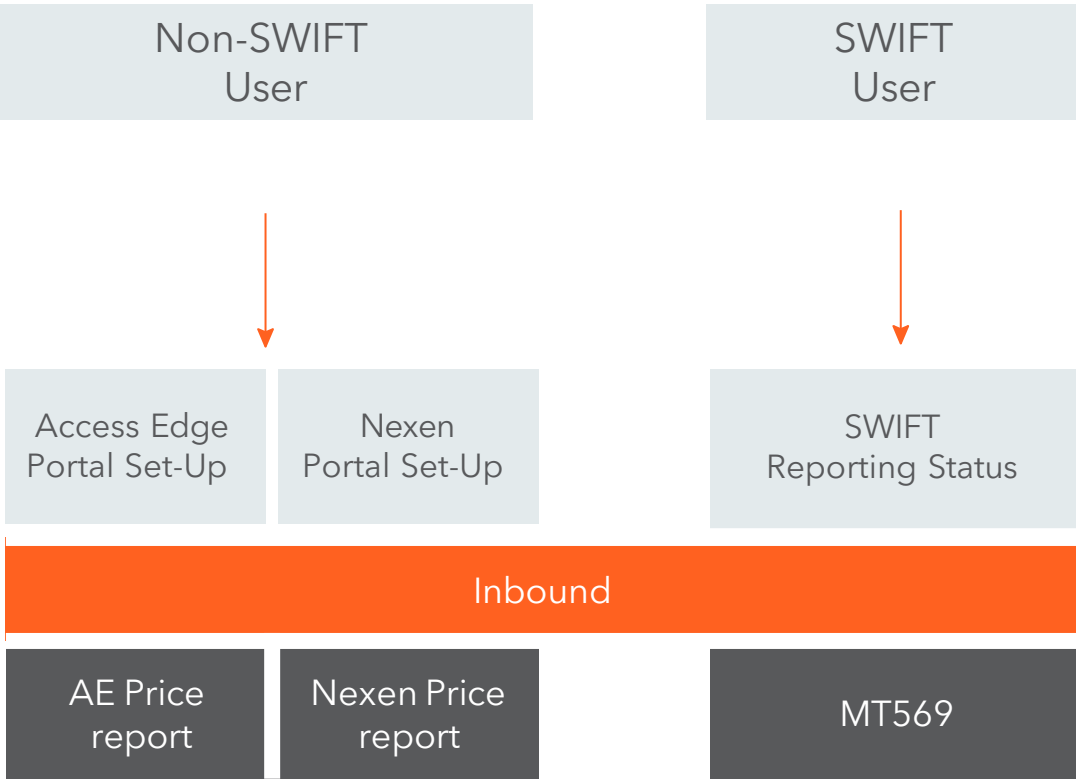 Non-SWIFT
User
SWIFT
User
Access Edge
Portal Set-Up
Nexen
Portal Set-Up
SWIFT
Reporting Status
Inbound
AE Price
report
Nexen Price
report
MT569